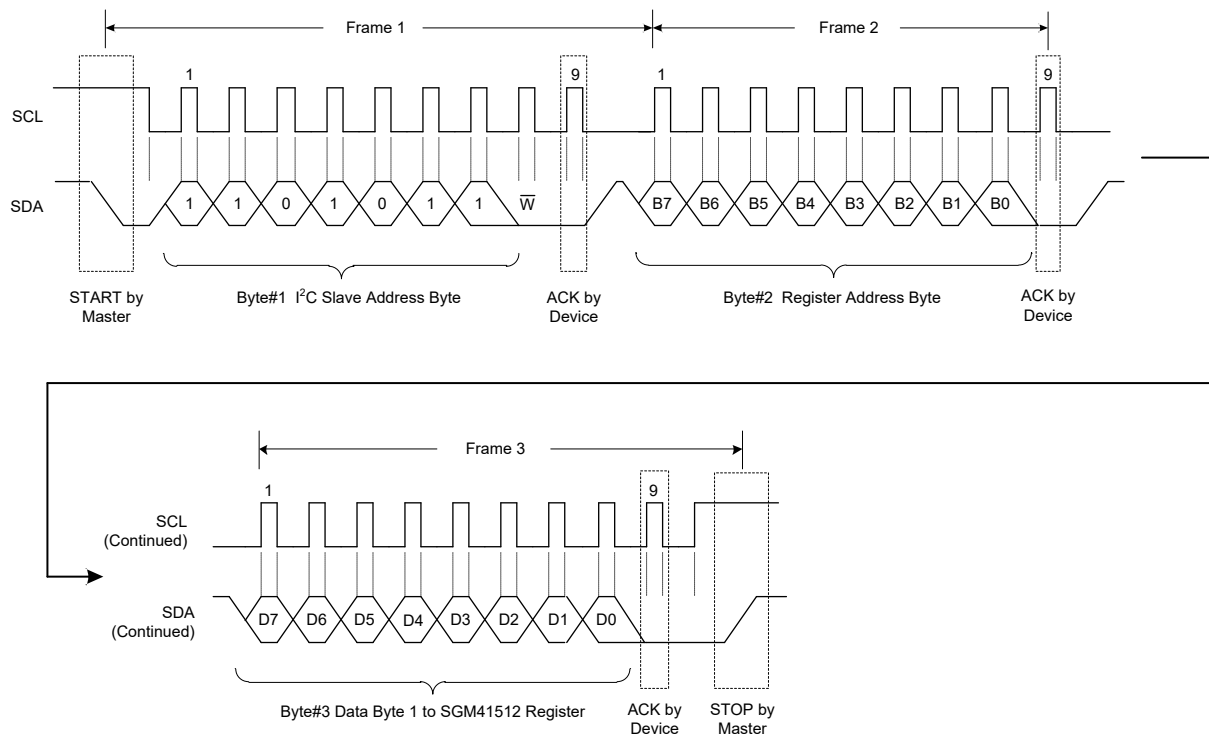 Frame 1
Frame 2
1
9
1
9
SCL
SDA
1
1
0
1
0
1
1
W̅
B7
B6
B5
B4
B3
B2
B1
B0
START by
Master
Byte#1 I²C Slave Address Byte
ACK by
Device
Byte#2 Register Address Byte
ACK by
Device
Frame 3
1
9
SCL
(Continued)
SDA
(Continued)
D7
D6
D5
D4
D3
D2
D1
D0
Byte#3 Data Byte 1 to SGM41512 Register
ACK by
Device
STOP by
Master